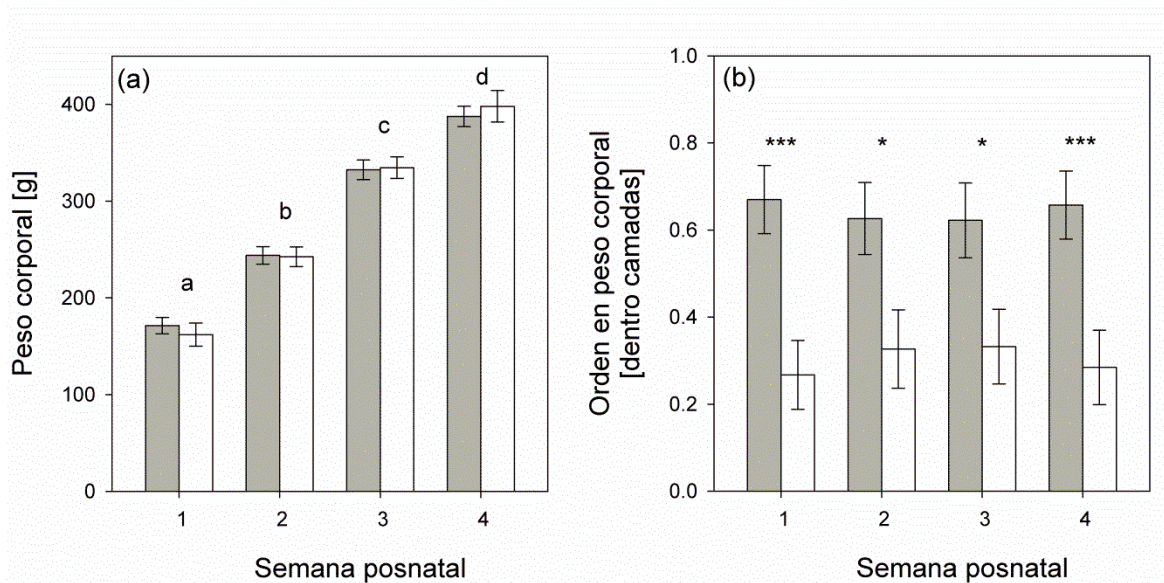 (a)
Peso corporal [g]
400
300
200
100
0
a
b
c
d
1 2 3 4
Semana posnatal
(b)
Orden en peso corporal
[dentro camadas]
1.0
0.8
0.6
0.4
0.2
0.0
*** * * ***
1 2 3 4
Semana posnatal